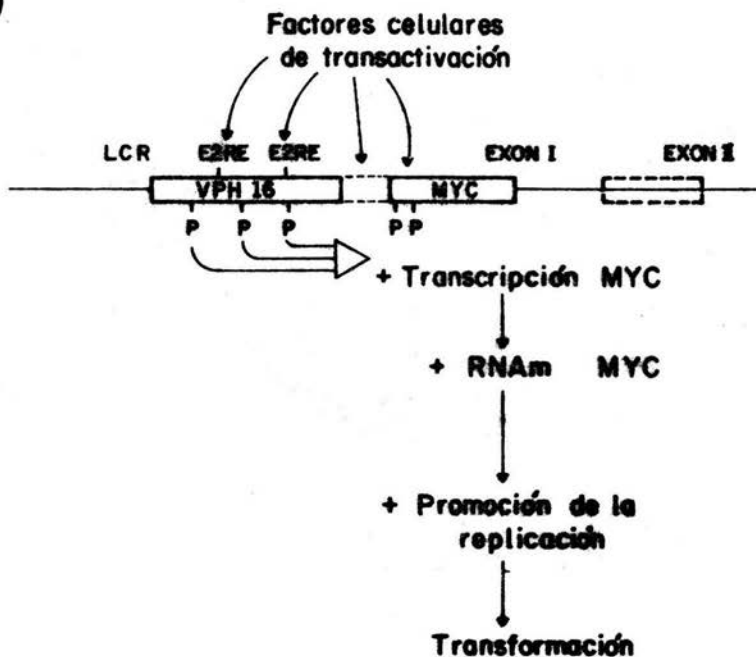 Factores celulares
de transactivación
LCR E2RE E2RE EXON I EXON II
VPH 16 MYC
P P P P P
+ Transcripción MYC
+ RNAm MYC
+ Promoción de la
replicación
Transformación